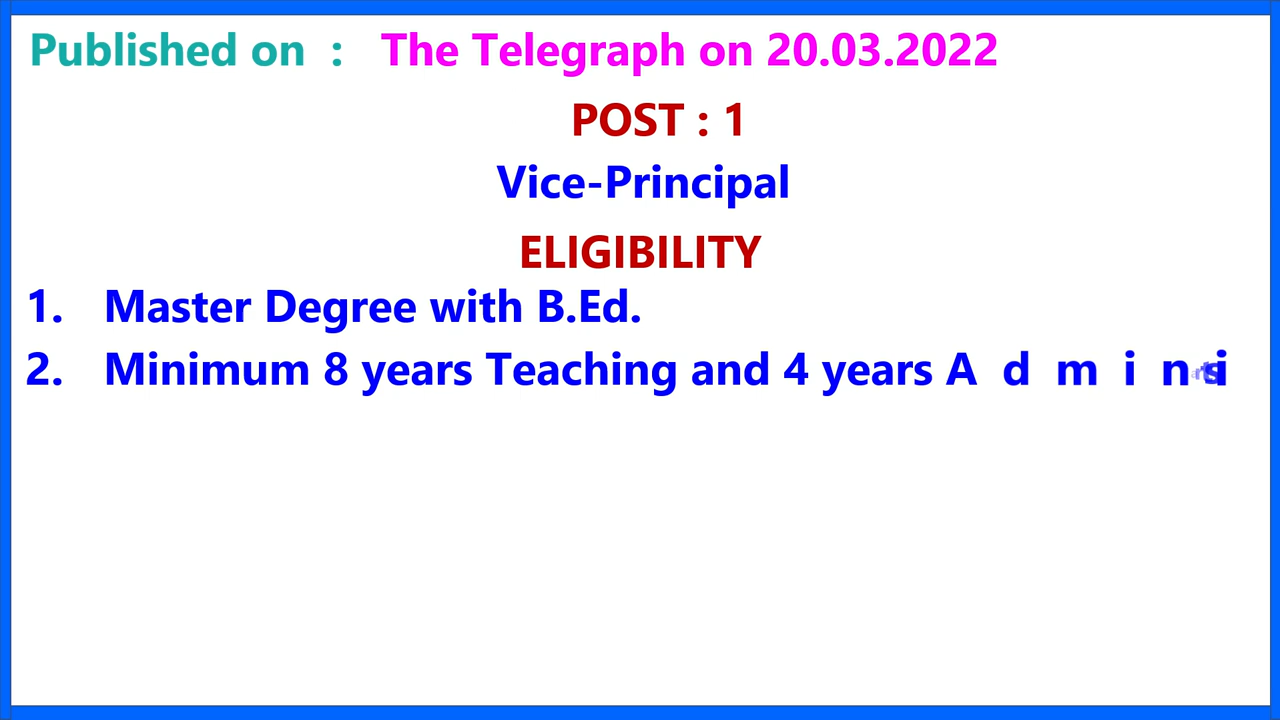 Published on : The Telegraph on 20.03.2022
POST : 1
Vice-Principal
ELIGIBILITY
1. Master Degree with B.Ed.
2. Minimum 8 years Teaching and 4 years